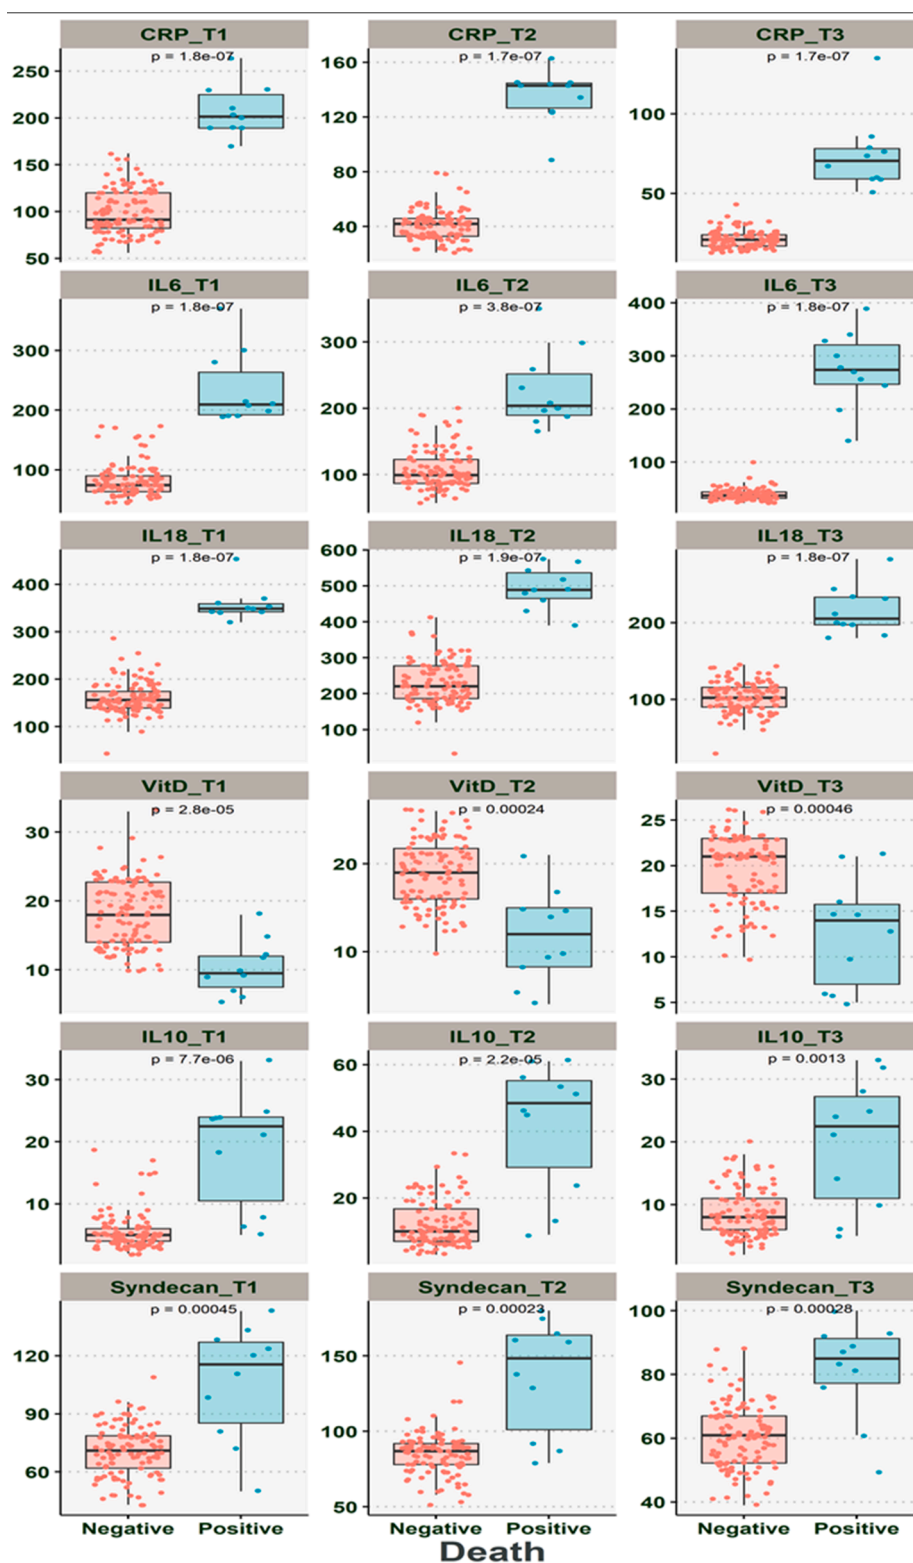 CRP_T1 CRP_T2 CRP_T3
p = 1.8e-07 p = 1.7e-07 p = 1.7e-07
250 160
200 120 100
150
100 80 50
50 40
IL6_T1 IL6_T2 IL6_T3
p = 1.8e-07 p = 3.8e-07 p = 1.8e-07
400
300 300 300
200 200 200
100 100 100
IL18_T1 IL18_T2 IL18_T3
p = 1.8e-07 p = 1.9e-07 p = 1.8e-07
600
400 500
400 200
300 300
200 200 100
100 100
VitD_T1 VitD_T2 VitD_T3
p = 2.8e-05 p = 0.00024 p = 0.00046
30 25
20 20
20 15
10 10 10
5
IL10_T1 IL10_T2 IL10_T3
p = 7.7e-06 p = 2.2e-05 p = 0.0013
30 60 30
20 40 20
10 20 10
Syndecan_T1 Syndecan_T2 Syndecan_T3
p = 0.00045 p = 0.00023 p = 0.00028
100
120 150 80
90 100 60
60 50 40
Negative Positive Negative Positive Negative Positive
Death